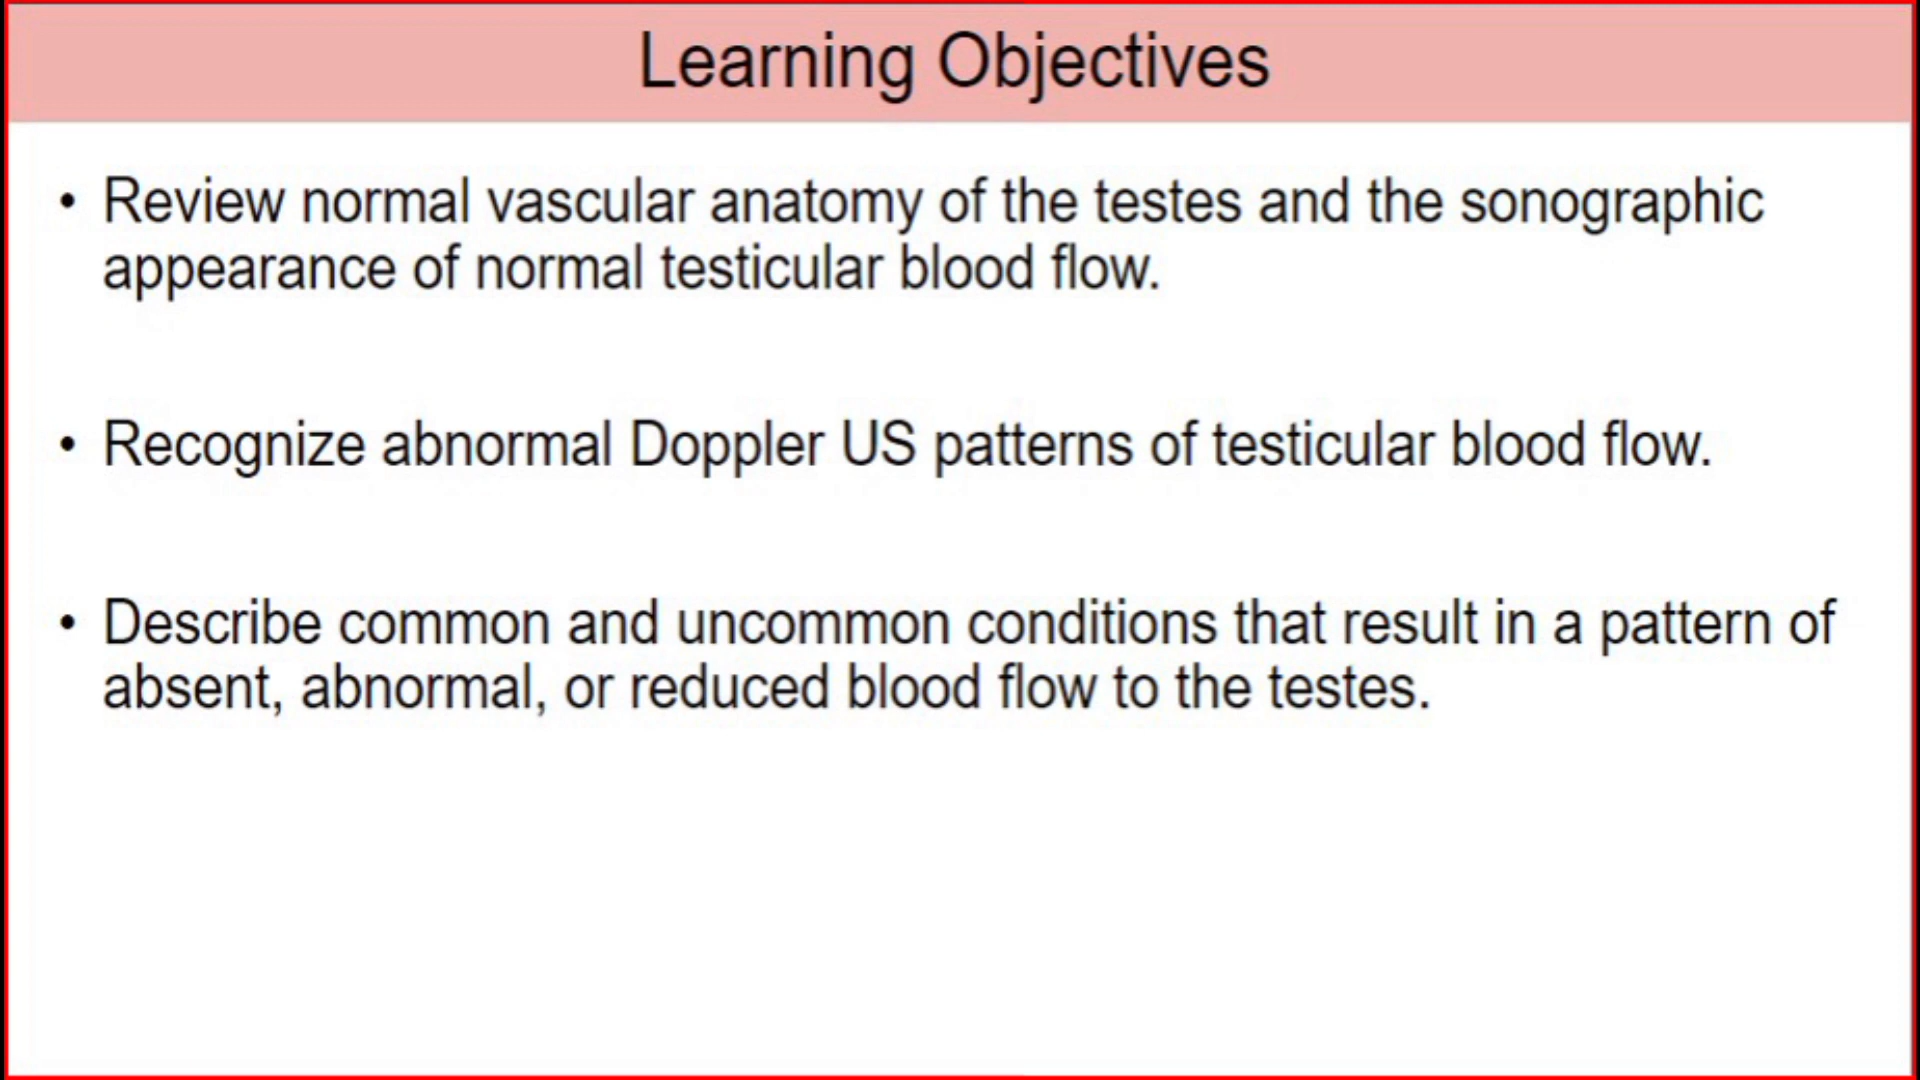 Learning Objectives
• Review normal vascular anatomy of the testes and the sonographic
appearance of normal testicular blood flow.
• Recognize abnormal Doppler US patterns of testicular blood flow.
• Describe common and uncommon conditions that result in a pattern of
absent, abnormal, or reduced blood flow to the testes.